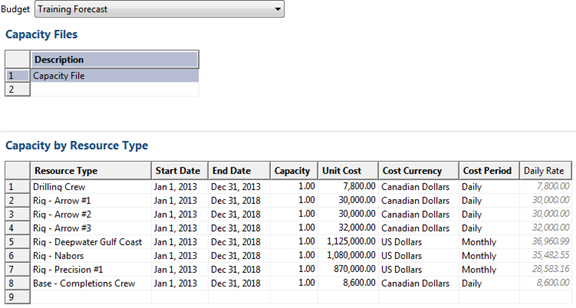 Budget Training Forecast
Capacity Files
Description
1 Capacity File
2
Capacity by Resource Type
Resource Type Start Date End Date Capacity Unit Cost Cost Currency Cost Period Daily Rate
1 Drilling Crew Jan 1, 2013 Dec 31, 2013 1.00 7,800.00 Canadian Dollars Daily 7,800.00
2 Rig - Arrow #1 Jan 1, 2013 Dec 31, 2018 1.00 30,000.00 Canadian Dollars Daily 30,000.00
3 Rig - Arrow #2 Jan 1, 2013 Dec 31, 2018 1.00 30,000.00 Canadian Dollars Daily 30,000.00
4 Rig - Arrow #3 Jan 1, 2013 Dec 31, 2018 1.00 32,000.00 Canadian Dollars Daily 32,000.00
5 Rig - Deepwater Gulf Coast Jan 1, 2013 Dec 31, 2018 1.00 1,125,000.00 US Dollars Monthly 36,960.99
6 Rig - Nabors Jan 1, 2013 Dec 31, 2018 1.00 1,080,000.00 US Dollars Monthly 35,482.55
7 Rig - Precision #1 Jan 1, 2013 Dec 31, 2018 1.00 870,000.00 US Dollars Monthly 28,583.16
8 Base - Completions Crew Jan 1, 2013 Dec 31, 2018 1.00 8,600.00 Canadian Dollars Daily 8,600.00
9